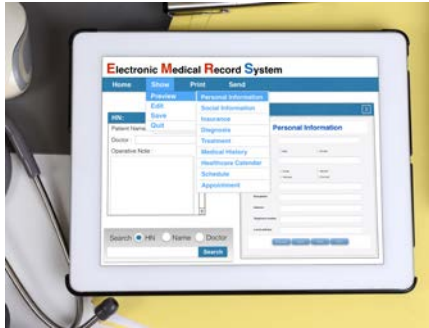 Electronic Medical Record System
Home Show Print Send
Preview
Edit
Save
Quit
Personal Information
Social Information
Insurance
Diagnosis
Treatment
Medical History
Healthcare Calendar
Schedule
Appointment
HN:
Patient Name
Doctor :
Operative Note :
Personal Information
Search HN Name Doctor
Search